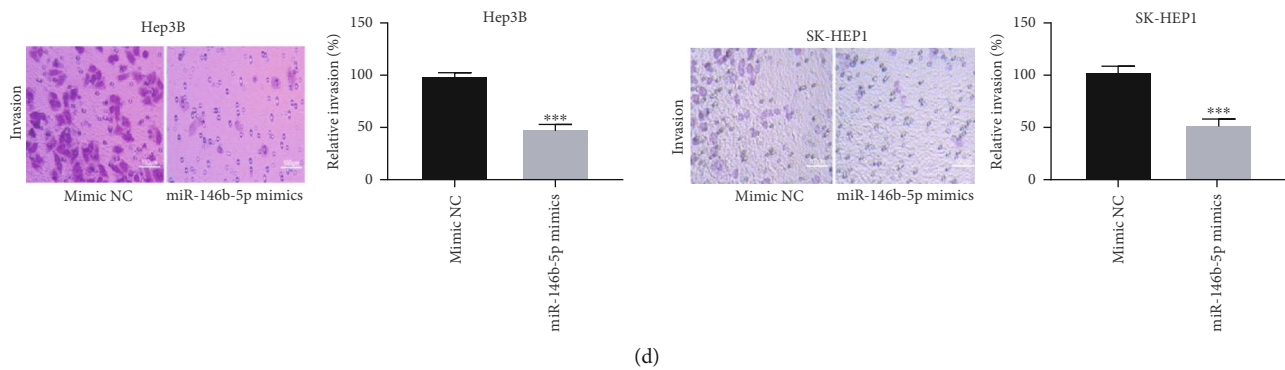 Hep3B
Invasion
Mimic NC
miR-146b-5p mimics
Hep3B
Relative invasion (%)
150
100
50
0
***
Mimic NC
miR-146b-5p mimics
SK-HEP1
Invasion
Mimic NC
miR-146b-5p mimics
SK-HEP1
Relative invasion (%)
150
100
50
0
***
Mimic NC
miR-146b-5p mimics
(d)